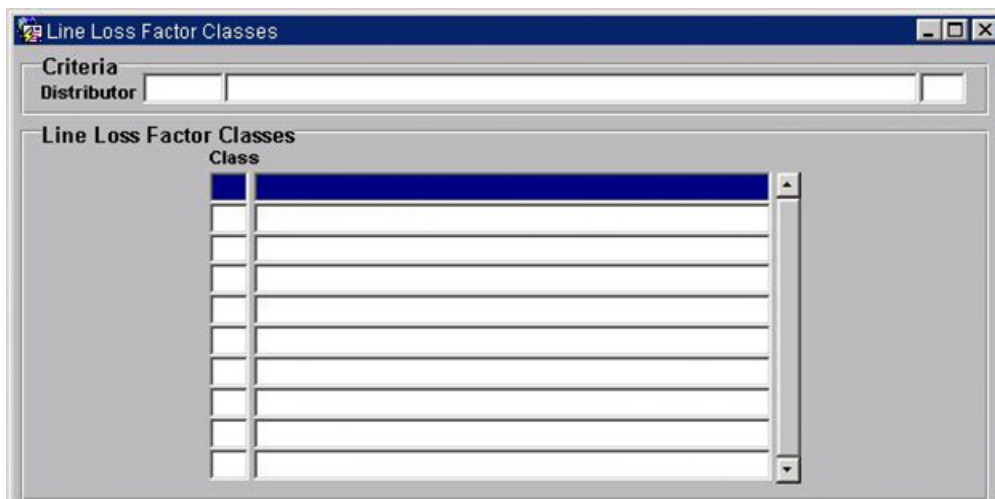 Line Loss Factor Classes
Criteria
Distributor
Line Loss Factor Classes
Class